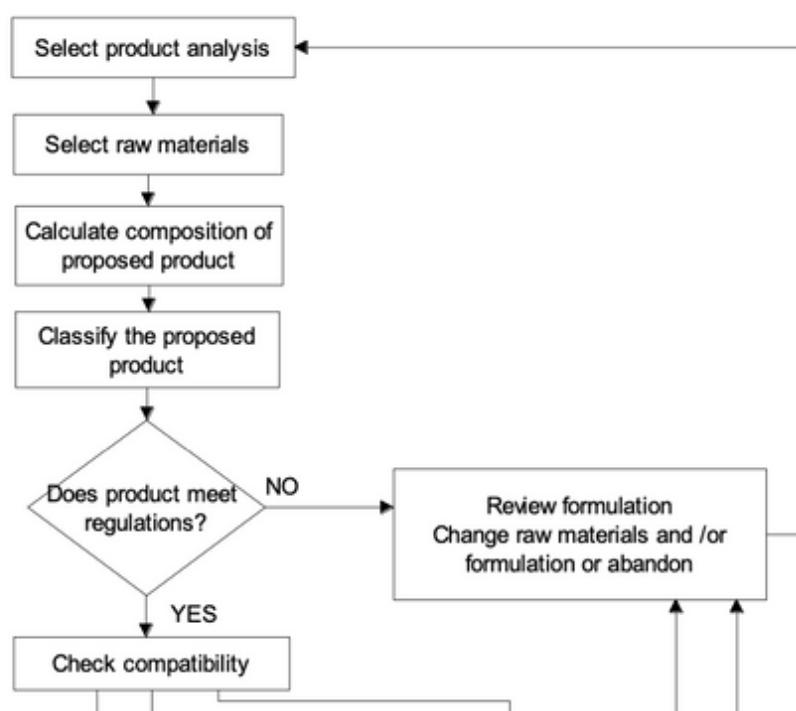 Select product analysis
Select raw materials
Calculate composition of
proposed product
Classify the proposed
product
Does product meet
regulations?
NO
Review formulation
Change raw materials and /or
formulation or abandon
YES
Check compatibility